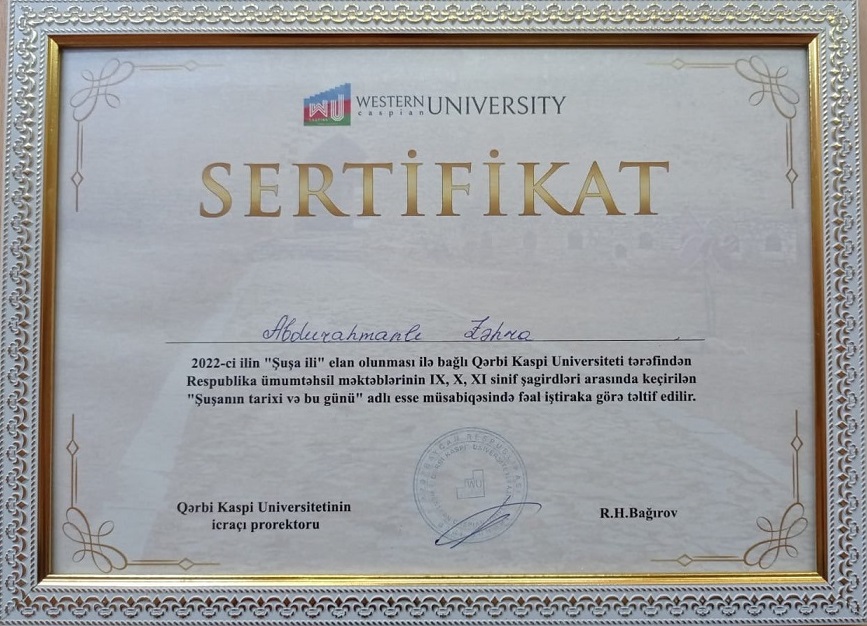 WU
WESTERN
caspian
UNIVERSITY
SERTİFİKAT
Abdurahmanlı Zəhra
2022-ci ilin "Şuşa ili" elan olunması ilə bağlı Qərbi Kaspi Universiteti tərəfindən
Respublika ümumtəhsil məktəblərinin IX, X, XI sinif şagirdləri arasında keçirilən
"Şuşanın tarixi və bu günü" adlı esse müsabiqəsində fəal iştiraka görə təltif edilir.
WU
Qərbi Kaspi Universitetinin
icraçı prorektoru
R.H.Bağırov